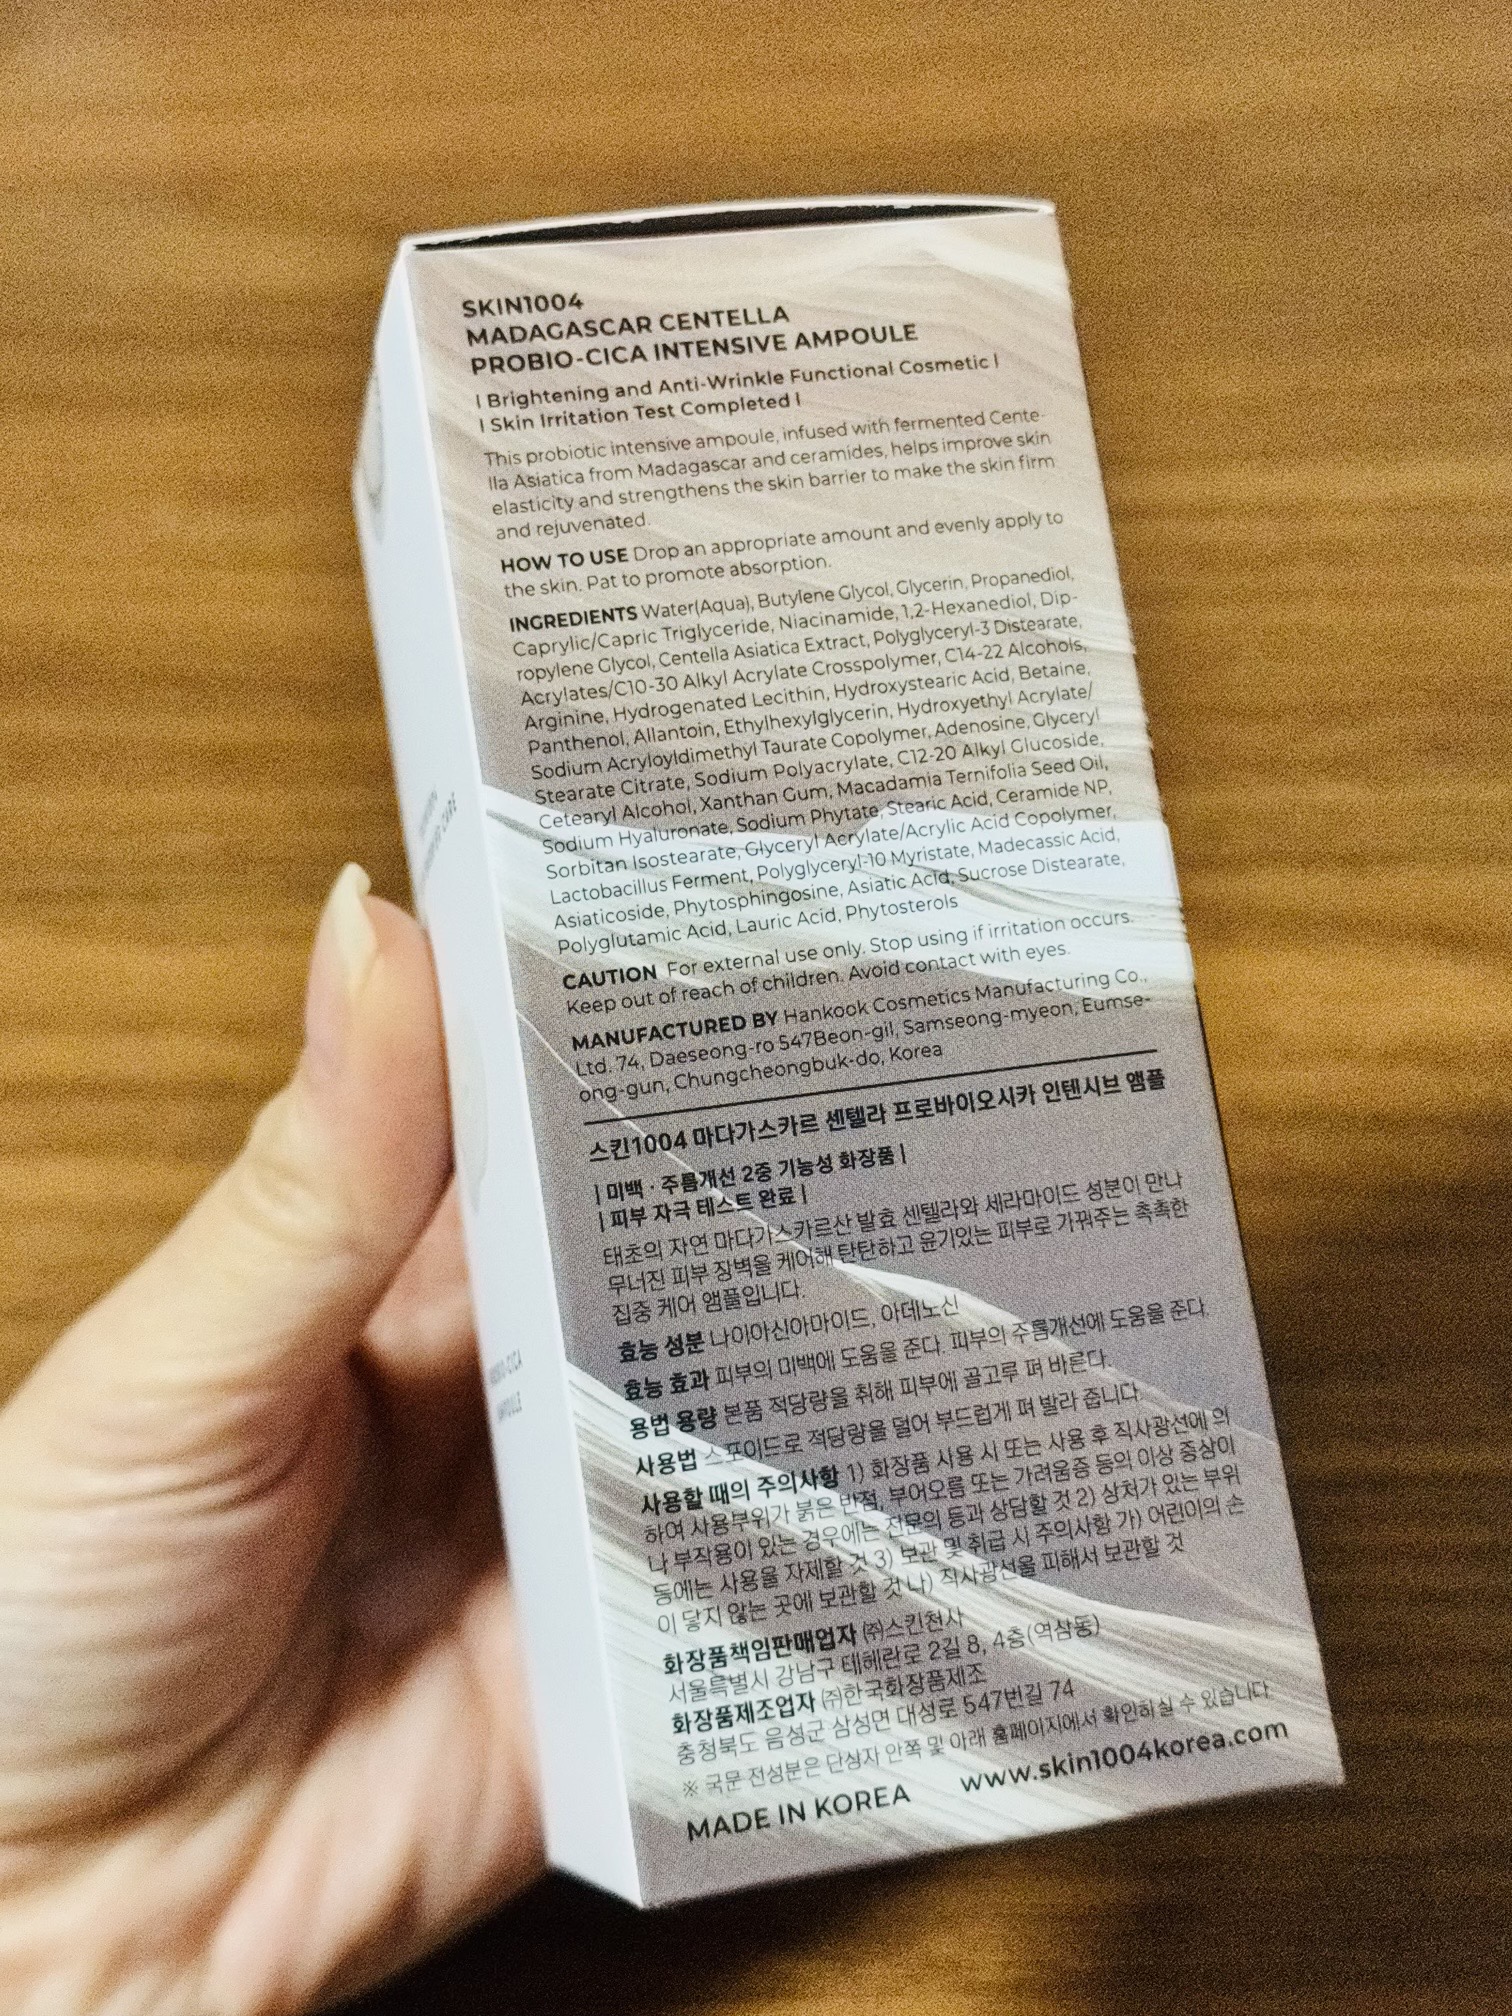 SKIN1004
MADAGASCAR CENTELLA
PROBIO-CICA INTENSIVE AMPOULE
| Brightening and Anti-Wrinkle Functional Cosmetic |
| Skin Irritation Test Completed |
This probiotic intensive ampoule, infused with fermented Cente-
lla Asiatica from Madagascar and ceramides, helps improve skin
elasticity and strengthens the skin barrier to make the skin firm
and rejuvenated.
HOW TO USE Drop an appropriate amount and evenly apply to
the skin. Pat to promote absorption.
INGREDIENTS Water(Aqua), Butylene Glycol, Glycerin, Propanediol,
Caprylic/Capric Triglyceride, Niacinamide, 1,2-Hexanediol, Dip-
ropylene Glycol, Centella Asiatica Extract, Polyglyceryl-3 Distearate,
Acrylates/C10-30 Alkyl Acrylate Crosspolymer, C14-22 Alcohols,
Arginine, Hydrogenated Lecithin, Hydroxystearic Acid, Betaine,
Panthenol, Allantoin, Ethylhexylglycerin, Hydroxyethyl Acrylate/
Sodium Acryloyldimethyl Taurate Copolymer, Adenosine, Glyceryl
Stearate Citrate, Sodium Polyacrylate, C12-20 Alkyl Glucoside,
Cetearyl Alcohol, Xanthan Gum, Macadamia Ternifolia Seed Oil,
Sodium Hyaluronate, Sodium Phytate, Stearic Acid, Ceramide NP,
Sorbitan Isostearate, Glyceryl Acrylate/Acrylic Acid Copolymer,
Lactobacillus Ferment, Polyglyceryl-10 Myristate, Madecassic Acid,
Asiaticoside, Phytosphingosine, Asiatic Acid, Sucrose Distearate,
Polyglutamic Acid, Lauric Acid, Phytosterols
CAUTION For external use only. Stop using if irritation occurs.
Keep out of reach of children. Avoid contact with eyes.
MANUFACTURED BY Hankook Cosmetics Manufacturing Co.,
Ltd. 74, Daeseong-ro 547Beon-gil, Samseong-myeon, Eumse-
ong-gun, Chungcheongbuk-do, Korea
스킨1004 마다가스카르 센텔라 프로바이오시카 인텐시브 앰플
| 미백 · 주름개선 2중 기능성 화장품 |
| 피부 자극 테스트 완료 |
태초의 자연 마다가스카르산 발효 센텔라와 세라마이드 성분이 만나
무너진 피부 장벽을 케어해 탄탄하고 윤기있는 피부로 가꿔주는 촉촉한
집중 케어 앰플입니다.
효능 성분 나이아신아마이드, 아데노신
효능 효과 피부의 미백에 도움을 준다. 피부의 주름개선에 도움을 준다.
용법 용량 본품 적당량을 취해 피부에 골고루 펴 바른다.
사용법 스포이드로 적당량을 덜어 부드럽게 펴 발라 줍니다.
사용할 때의 주의사항 1) 화장품 사용 시 또는 사용 후 직사광선에 의
하여 사용부위가 붉은 반점, 부어오름 또는 가려움증 등의 이상 증상이
나 부작용이 있는 경우에는 전문의 등과 상담할 것 2) 상처가 있는 부위
등에는 사용을 자제할 것 3) 보관 및 취급 시 주의사항 가) 어린이의 손
이 닿지 않는 곳에 보관할 것 나) 직사광선을 피해서 보관할 것
화장품책임판매업자 ㈜스킨천사
서울특별시 강남구 테헤란로 2길 8, 4층(역삼동)
화장품제조업자 ㈜한국화장품제조
충청북도 음성군 삼성면 대성로 547번길 74
※ 국문 전성분은 단상자 안쪽 및 아래 홈페이지에서 확인하실 수 있습니다
MADE IN KOREA www.skin1004korea.com